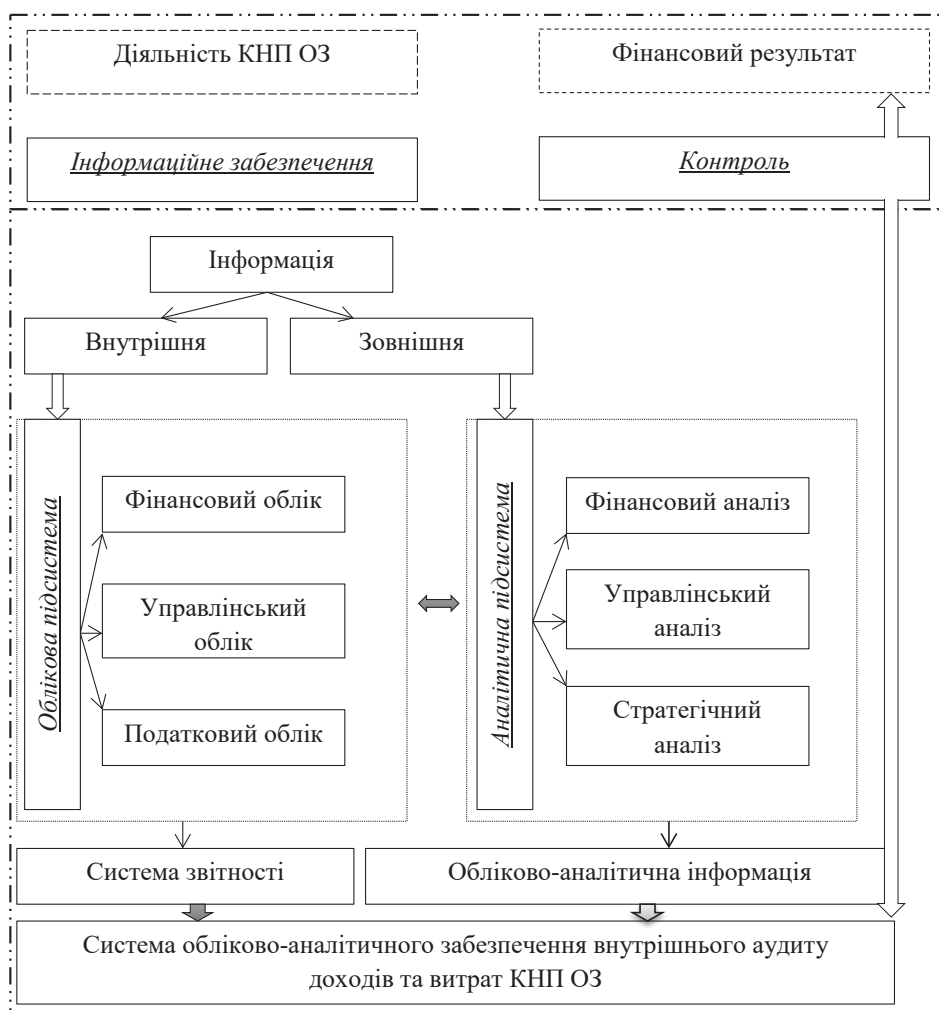 Діяльність КНП ОЗ
Фінансовий результат
Інформаційне забезпечення
Контроль
Інформація
Внутрішня
Зовнішня
Облікова підсистема
Фінансовий облік
Управлінський
облік
Податковий облік
Аналітична підсистема
Фінансовий аналіз
Управлінський
аналіз
Стратегічний
аналіз
Система звітності
Обліково-аналітична інформація
Система обліково-аналітичного забезпечення внутрішнього аудиту
доходів та витрат КНП ОЗ